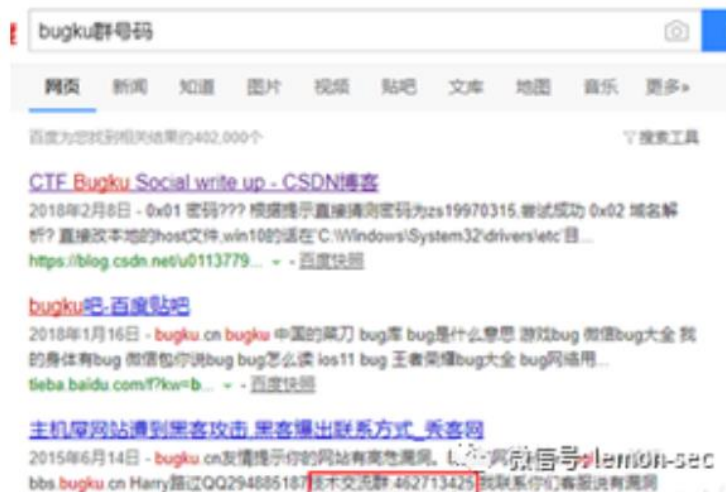 bugku群号码
网页 新闻 知道 图片 视频 贴吧 文库 地图 音乐 更多»
百度为您找到相关结果约402,000个 搜索工具
CTF Bugku Social write up - CSDN博客
2018年2月8日 - 0x01 密码??? 根据提示直接猜测密码为zs19970315,尝试成功 0x02 域名解
析? 直接改本地的host文件,win10的话在'C:\Windows\System32\drivers\etc'目...
https://blog.csdn.net/u0113779... - 百度快照
bugku吧-百度贴吧
2018年1月16日 - bugku.cn bugku 中国的菜刀 bug库 bug是什么意思 游戏bug 微信bug大全 我
的身体有bug 微信包你说bug bug怎么读 ios11 bug 王者荣耀bug大全 bug网络用...
tieba.baidu.com/f?kw=b... - 百度快照
主机屋网站遭到黑客攻击,黑客爆出联系方式_秀客网
2015年6月14日 - bugku.cn友情提示你的网站有高危漏洞。
微信号: lemon-sec
bbs.bugku.cn Harry路过QQ294885187技术交流群:462713425 我联系你们客服说有漏洞